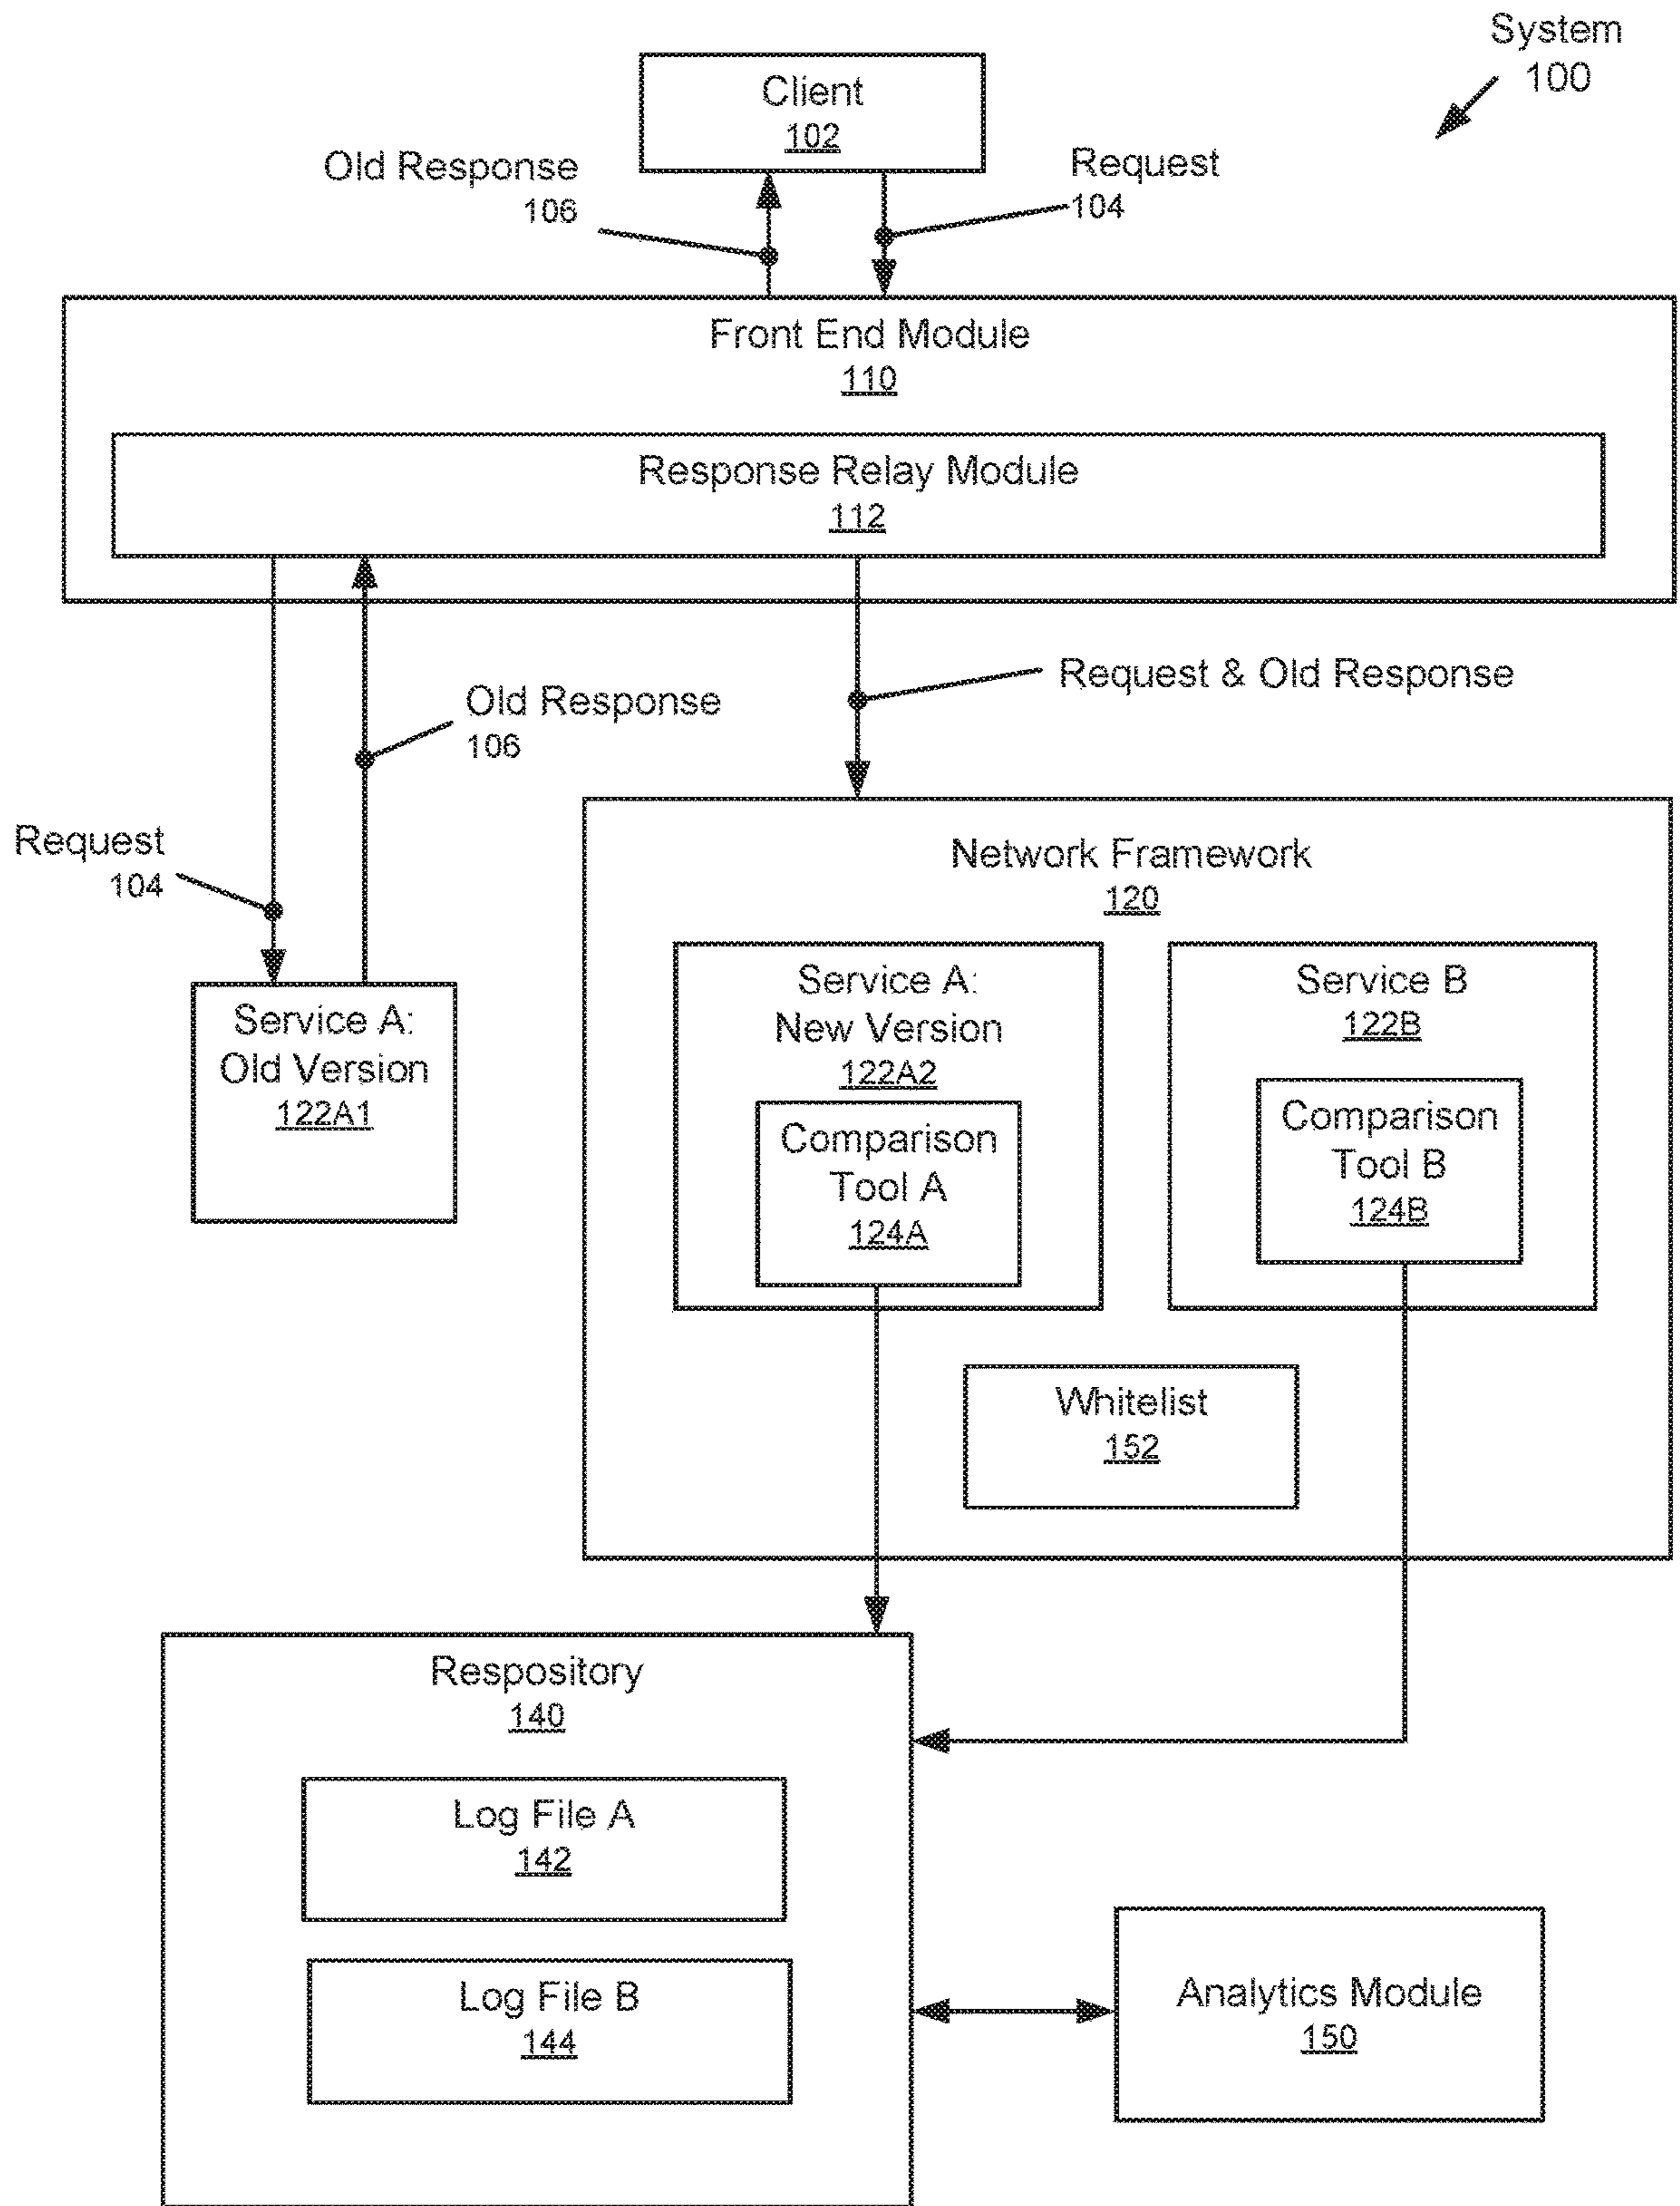 System
100
Client
102
Old Response
106
Request
104
Front End Module
110
Response Relay Module
112
Request & Old Response
Old Response
106
Request
104
Network Framework
120
Service A:
Old Version
122A1
Service A:
New Version
122A2
Comparison
Tool A
124A
Service B
122B
Comparison
Tool B
124B
Whitelist
152
Respository
140
Log File A
142
Log File B
144
Analytics Module
150